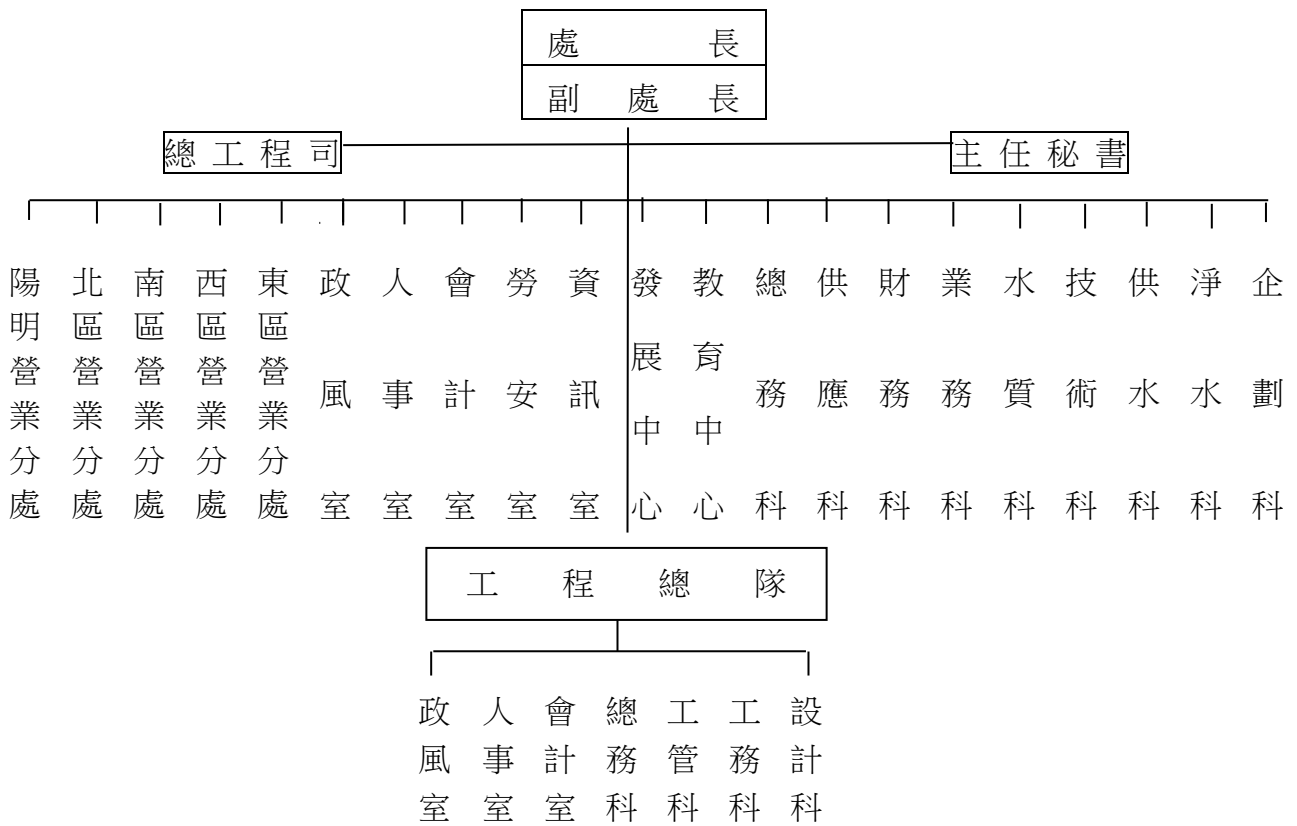 處長
副處長
總工程司
主任秘書
陽明營業分處
北區營業分處
南區營業分處
西區營業分處
東區營業分處
政風室
人事室
會計室
勞安室
資訊室
發展中心
教育中心
總務科
供應科
財務科
業務科
水質科
技術科
供水科
淨水科
企劃科
工程總隊
政風室
人事室
會計室
總務科
工管科
工務科
設計科